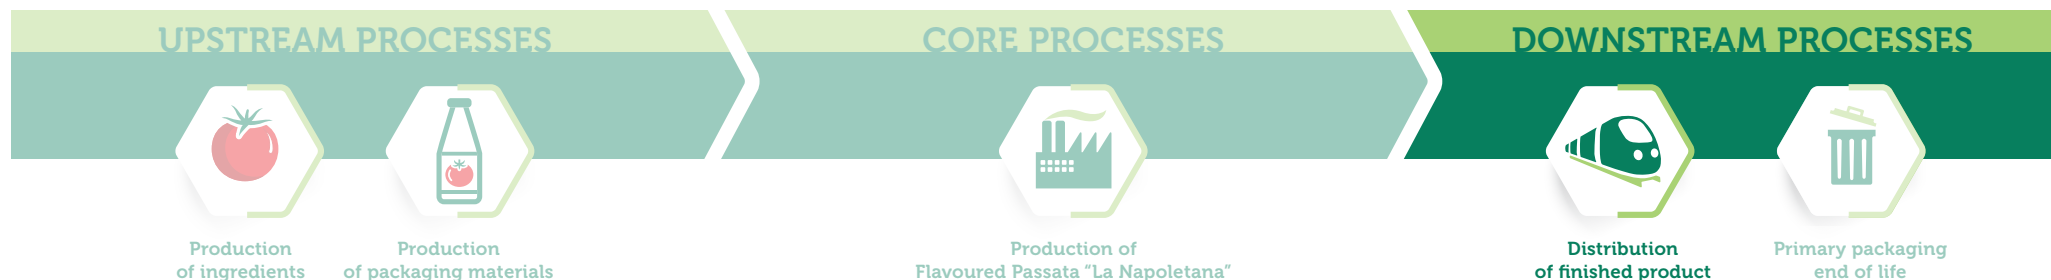 UPSTREAM PROCESSES
CORE PROCESSES
DOWNSTREAM PROCESSES
Production
of ingredients
Production
of packaging materials
Production of
Flavoured Passata “La Napoletana”
Distribution
of finished product
Primary packaging
end of life